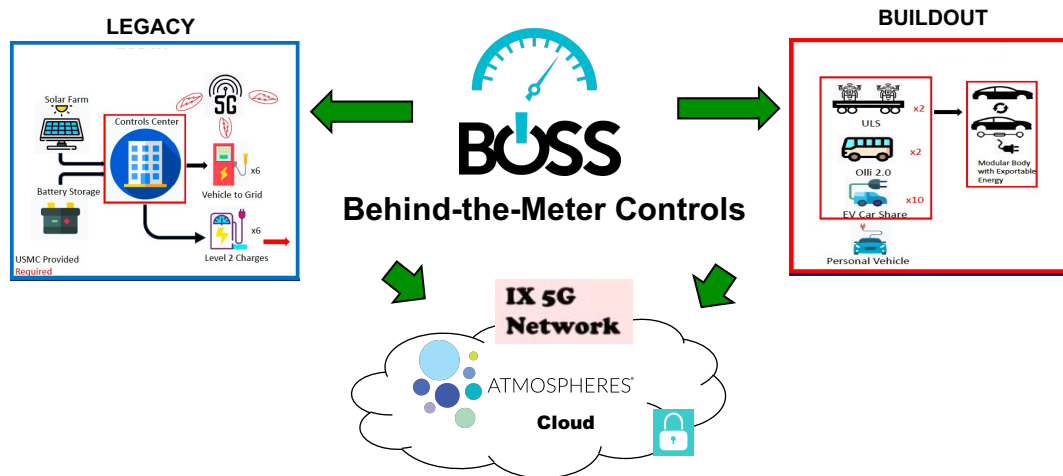 LEGACY
Solar Farm
Controls Center
5G
Battery Storage
x6
Vehicle to Grid
x6
Level 2 Charges
USMC Provided
Required
BOSS
Behind-the-Meter Controls
BUILDOUT
x2
ULS
x2
Olli 2.0
x10
EV Car Share
Personal Vehicle
Modular Body
with Exportable
Energy
IX 5G
Network
ATMOSPHERES®
Cloud